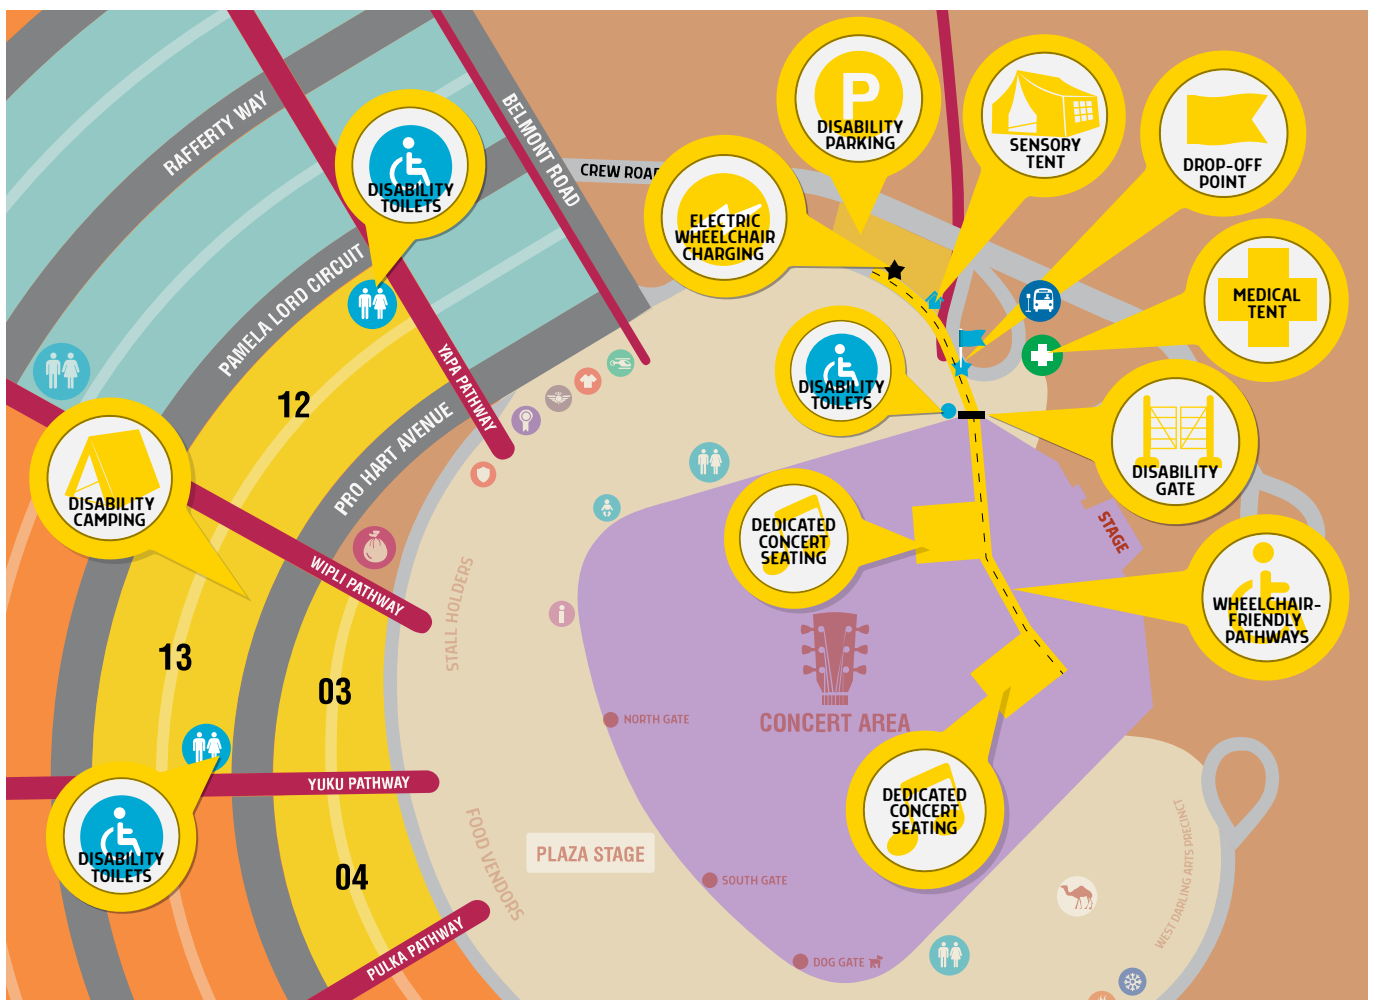 RAFFERTY WAY
BELMONT ROAD
CREW ROAD
DISABILITY
TOILETS
ELECTRIC
WHEELCHAIR
CHARGING
P
DISABILITY
PARKING
SENSORY
TENT
DROP-OFF
POINT
MEDICAL
TENT
PAMELA LORD CIRCUIT
YAPA PATHWAY
DISABILITY
TOILETS
12
PRO HART AVENUE
DISABILITY
CAMPING
DISABILITY
GATE
DEDICATED
CONCERT
SEATING
STAGE
WIPLI PATHWAY
STALL HOLDERS
WHEELCHAIR-
FRIENDLY
PATHWAYS
13
03
NORTH GATE
CONCERT AREA
YUKU PATHWAY
DISABILITY
TOILETS
04
FOOD VENDORS
PLAZA STAGE
DEDICATED
CONCERT
SEATING
SOUTH GATE
WEST DARLING ARTS PRECINCT
PULKA PATHWAY
DOG GATE